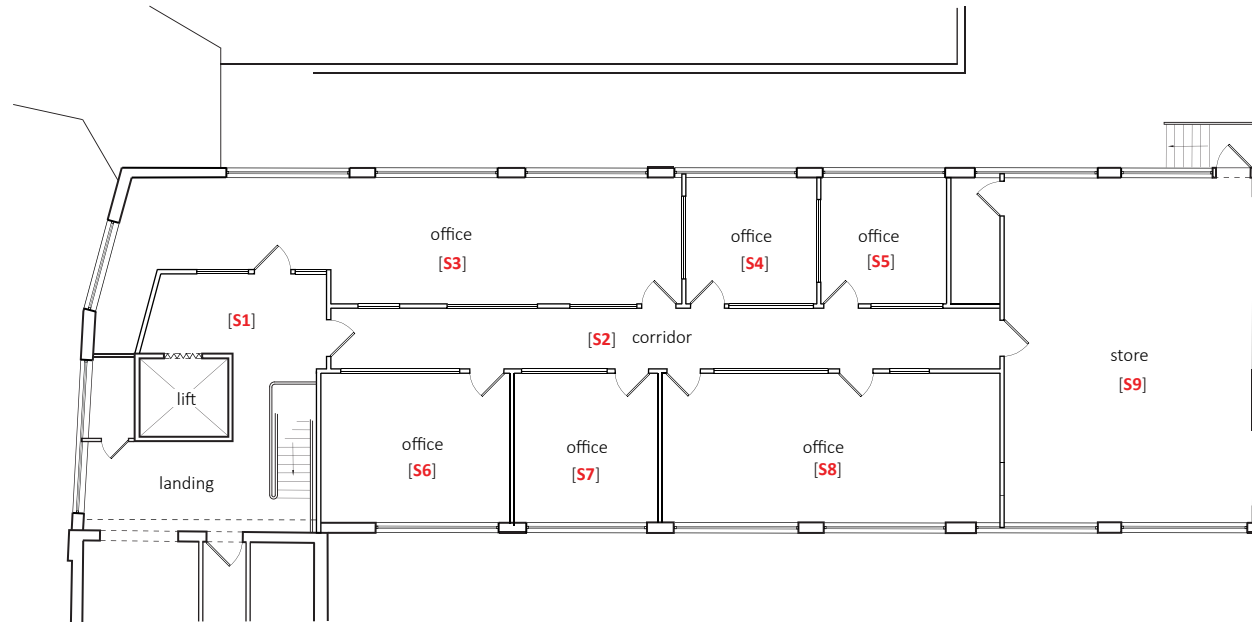 office
[S3]
office
[S4]
office
[S5]
[S1]
[S2] corridor
store
[S9]
lift
office
[S6]
office
[S7]
office
[S8]
landing